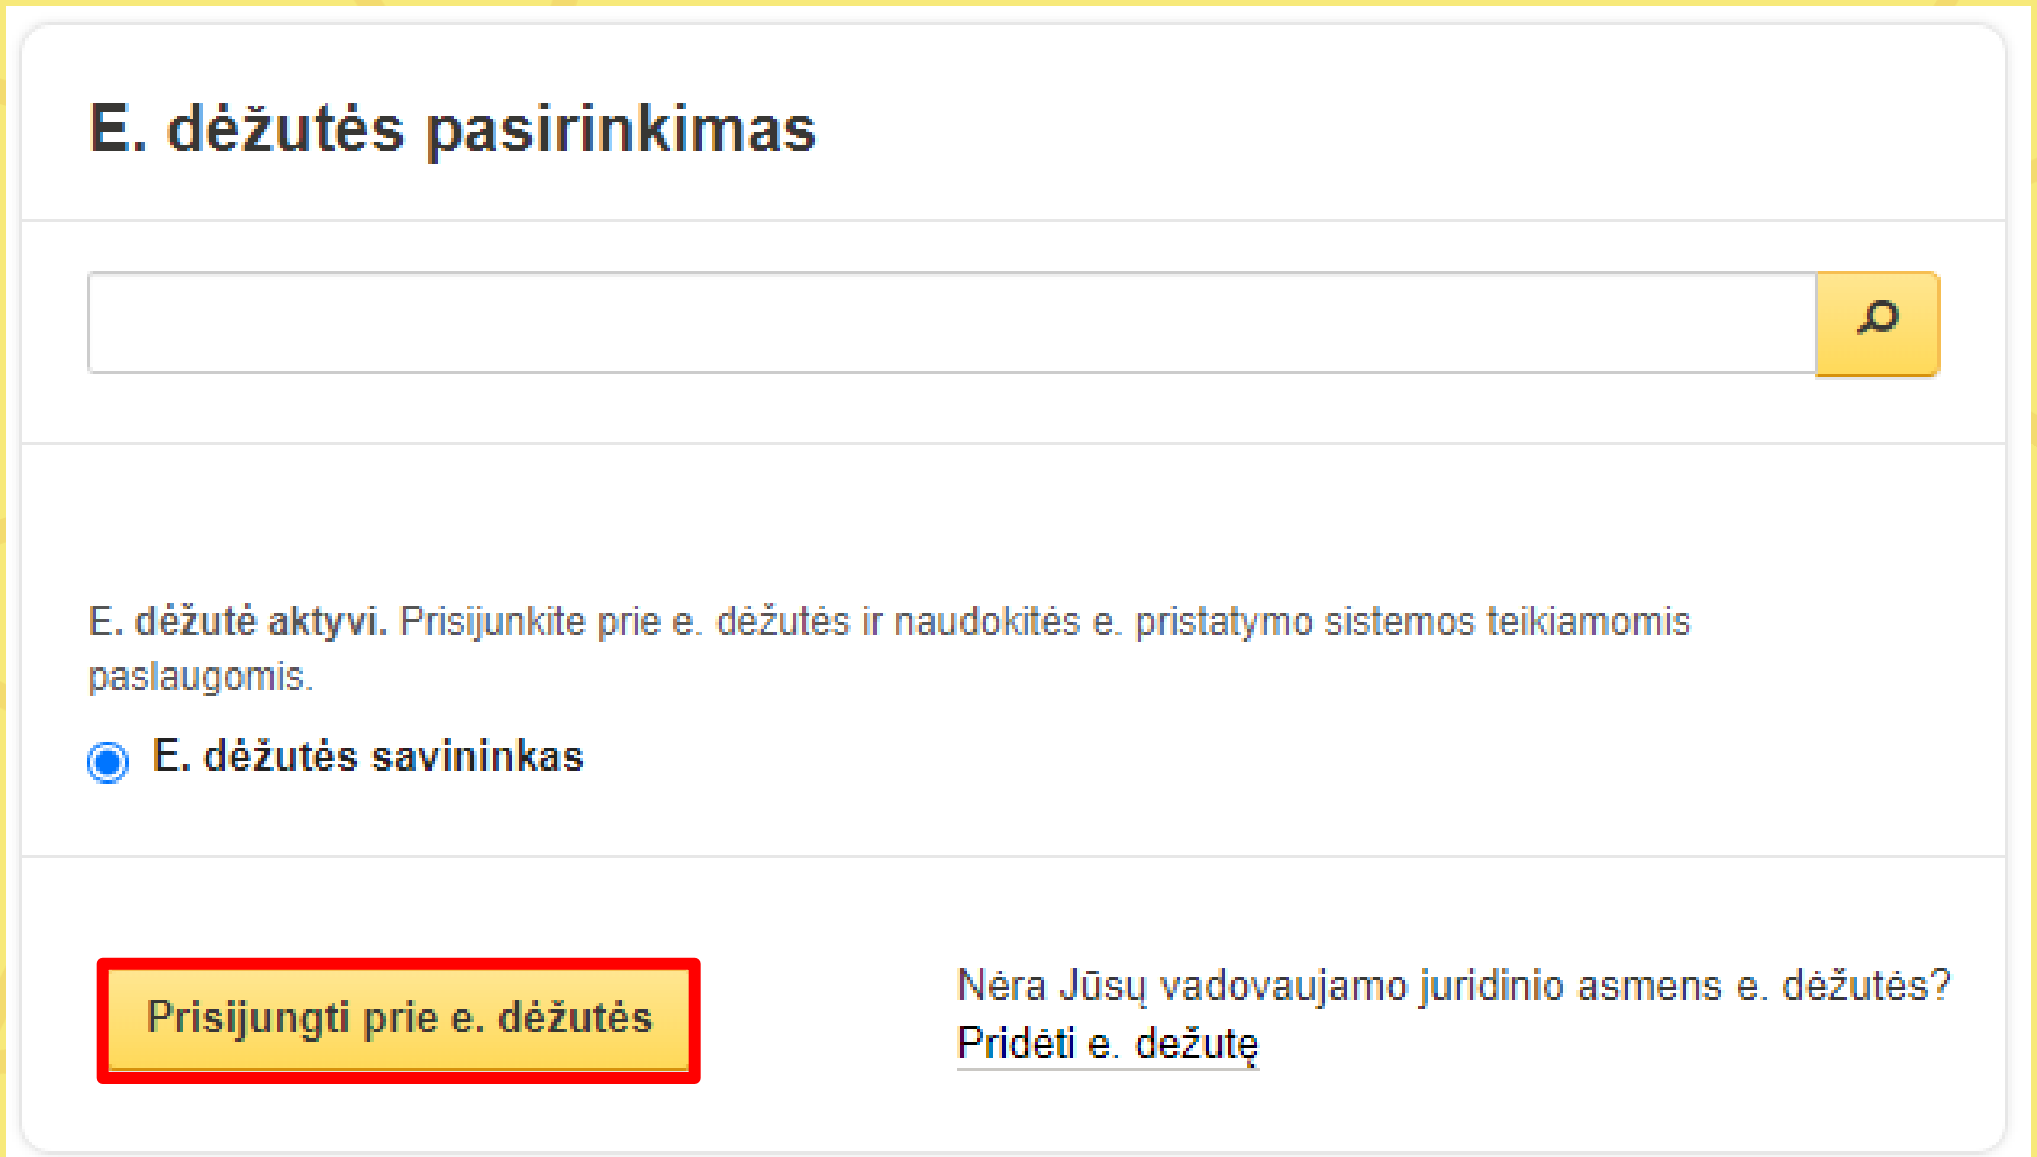 E. dėžutės pasirinkimas
E. dėžutė aktyvi. Prisijunkite prie e. dėžutės ir naudokitės e. pristatymo sistemos teikiamomis
paslaugomis.
E. dėžutės savininkas
Prisijungti prie e. dėžutės
Nėra Jūsų vadovaujamo juridinio asmens e. dėžutės?
Pridėti e. dežutę